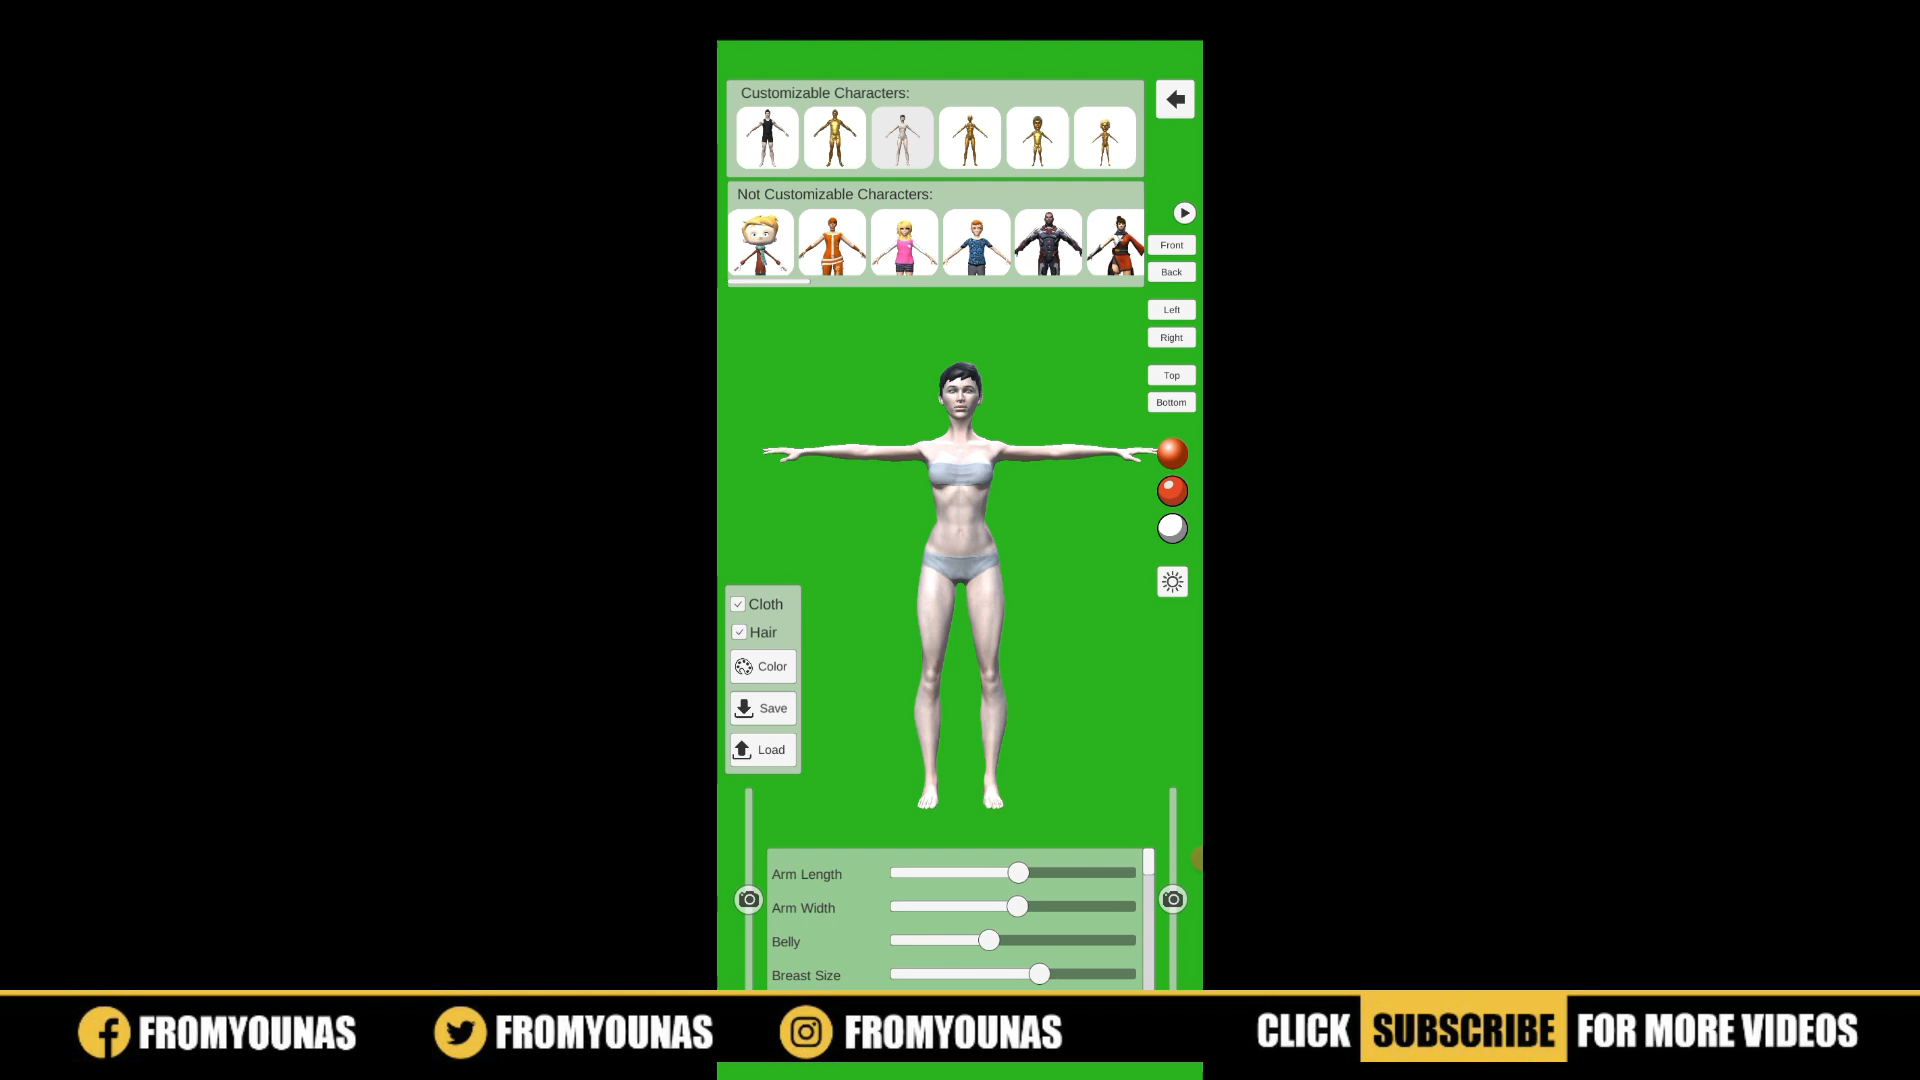 Customizable Characters:
Not Customizable Characters:
Front
Back
Left
Right
Top
Bottom
Cloth
Hair
Color
Save
Load
Arm Length
Arm Width
Belly
Breast Size
FROMYOUNAS FROMYOUNAS FROMYOUNAS CLICK SUBSCRIBE FOR MORE VIDEOS